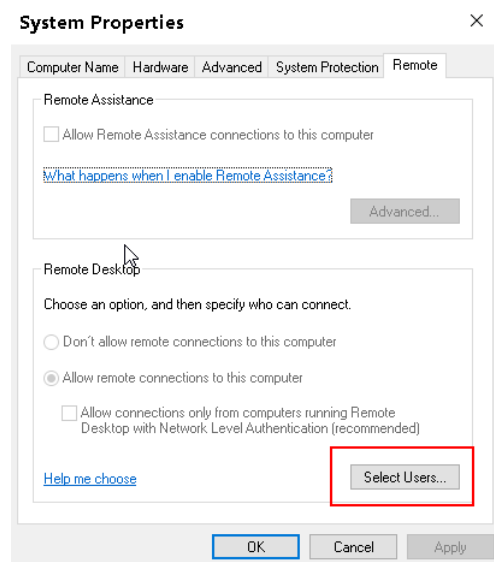 System Properties
Computer Name Hardware Advanced System Protection Remote
Remote Assistance
Allow Remote Assistance connections to this computer
What happens when I enable Remote Assistance?
Advanced...
Remote Desktop
Choose an option, and then specify who can connect.
Don´t allow remote connections to this computer
Allow remote connections to this computer
Allow connections only from computers running Remote
Desktop with Network Level Authentication (recommended)
Help me choose
Select Users...
OK Cancel Apply